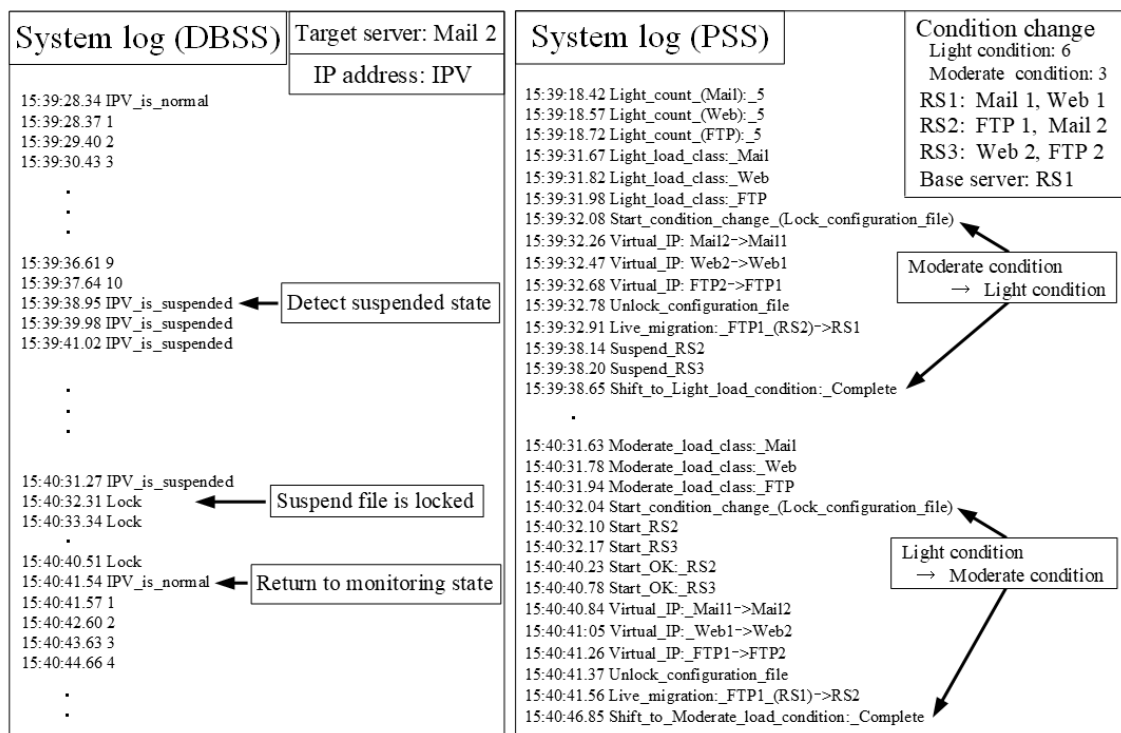 System log (DBSS)
Target server: Mail 2
IP address: IPV
15:39:28.34 IPV_is_normal
15:39:28.37 1
15:39:29.40 2
15:39:30.43 3
.
.
.
15:39:36.61 9
15:39:37.64 10
15:39:38.95 IPV_is_suspended
Detect suspended state
15:39:39.98 IPV_is_suspended
15:39:41.02 IPV_is_suspended
.
.
.
15:40:31.27 IPV_is_suspended
15:40:32.31 Lock
Suspend file is locked
15:40:33.34 Lock
.
15:40:40.51 Lock
15:40:41.54 IPV_is_normal
Return to monitoring state
15:40:41.57 1
15:40:42.60 2
15:40:43.63 3
15:40:44.66 4
.
.
System log (PSS)
Condition change
Light condition: 6
Moderate condition: 3
RS1: Mail 1, Web 1
RS2: FTP 1, Mail 2
RS3: Web 2, FTP 2
Base server: RS1
15:39:18.42 Light_count_(Mail):_5
15:39:18.57 Light_count_(Web):_5
15:39:18.72 Light_count_(FTP):_5
15:39:31.67 Light_load_class:_Mail
15:39:31.82 Light_load_class:_Web
15:39:31.98 Light_load_class:_FTP
15:39:32.08 Start_condition_change_(Lock_configuration_file)
15:39:32.26 Virtual_IP: Mail2->Mail1
15:39:32.47 Virtual_IP: Web2->Web1
15:39:32.68 Virtual_IP: FTP2->FTP1
15:39:32.78 Unlock_configuration_file
15:39:32.91 Live_migration:_FTP1_(RS2)->RS1
15:39:38.14 Suspend_RS2
15:39:38.20 Suspend_RS3
15:39:38.65 Shift_to_Light_load_condition:_Complete
Moderate condition
→ Light condition
.
15:40:31.63 Moderate_load_class:_Mail
15:40:31.78 Moderate_load_class:_Web
15:40:31.94 Moderate_load_class:_FTP
15:40:32.04 Start_condition_change_(Lock_configuration_file)
15:40:32.10 Start_RS2
15:40:32.17 Start_RS3
15:40:40.23 Start_OK:_RS2
15:40:40.78 Start_OK:_RS3
15:40:40.84 Virtual_IP:_Mail1->Mail2
15:40:41:05 Virtual_IP:_Web1->Web2
15:40:41.26 Virtual_IP:_FTP1->FTP2
15:40:41.37 Unlock_configuration_file
15:40:41.56 Live_migration:_FTP1_(RS1)->RS2
15:40:46.85 Shift_to_Moderate_load_condition:_Complete
Light condition
→ Moderate condition